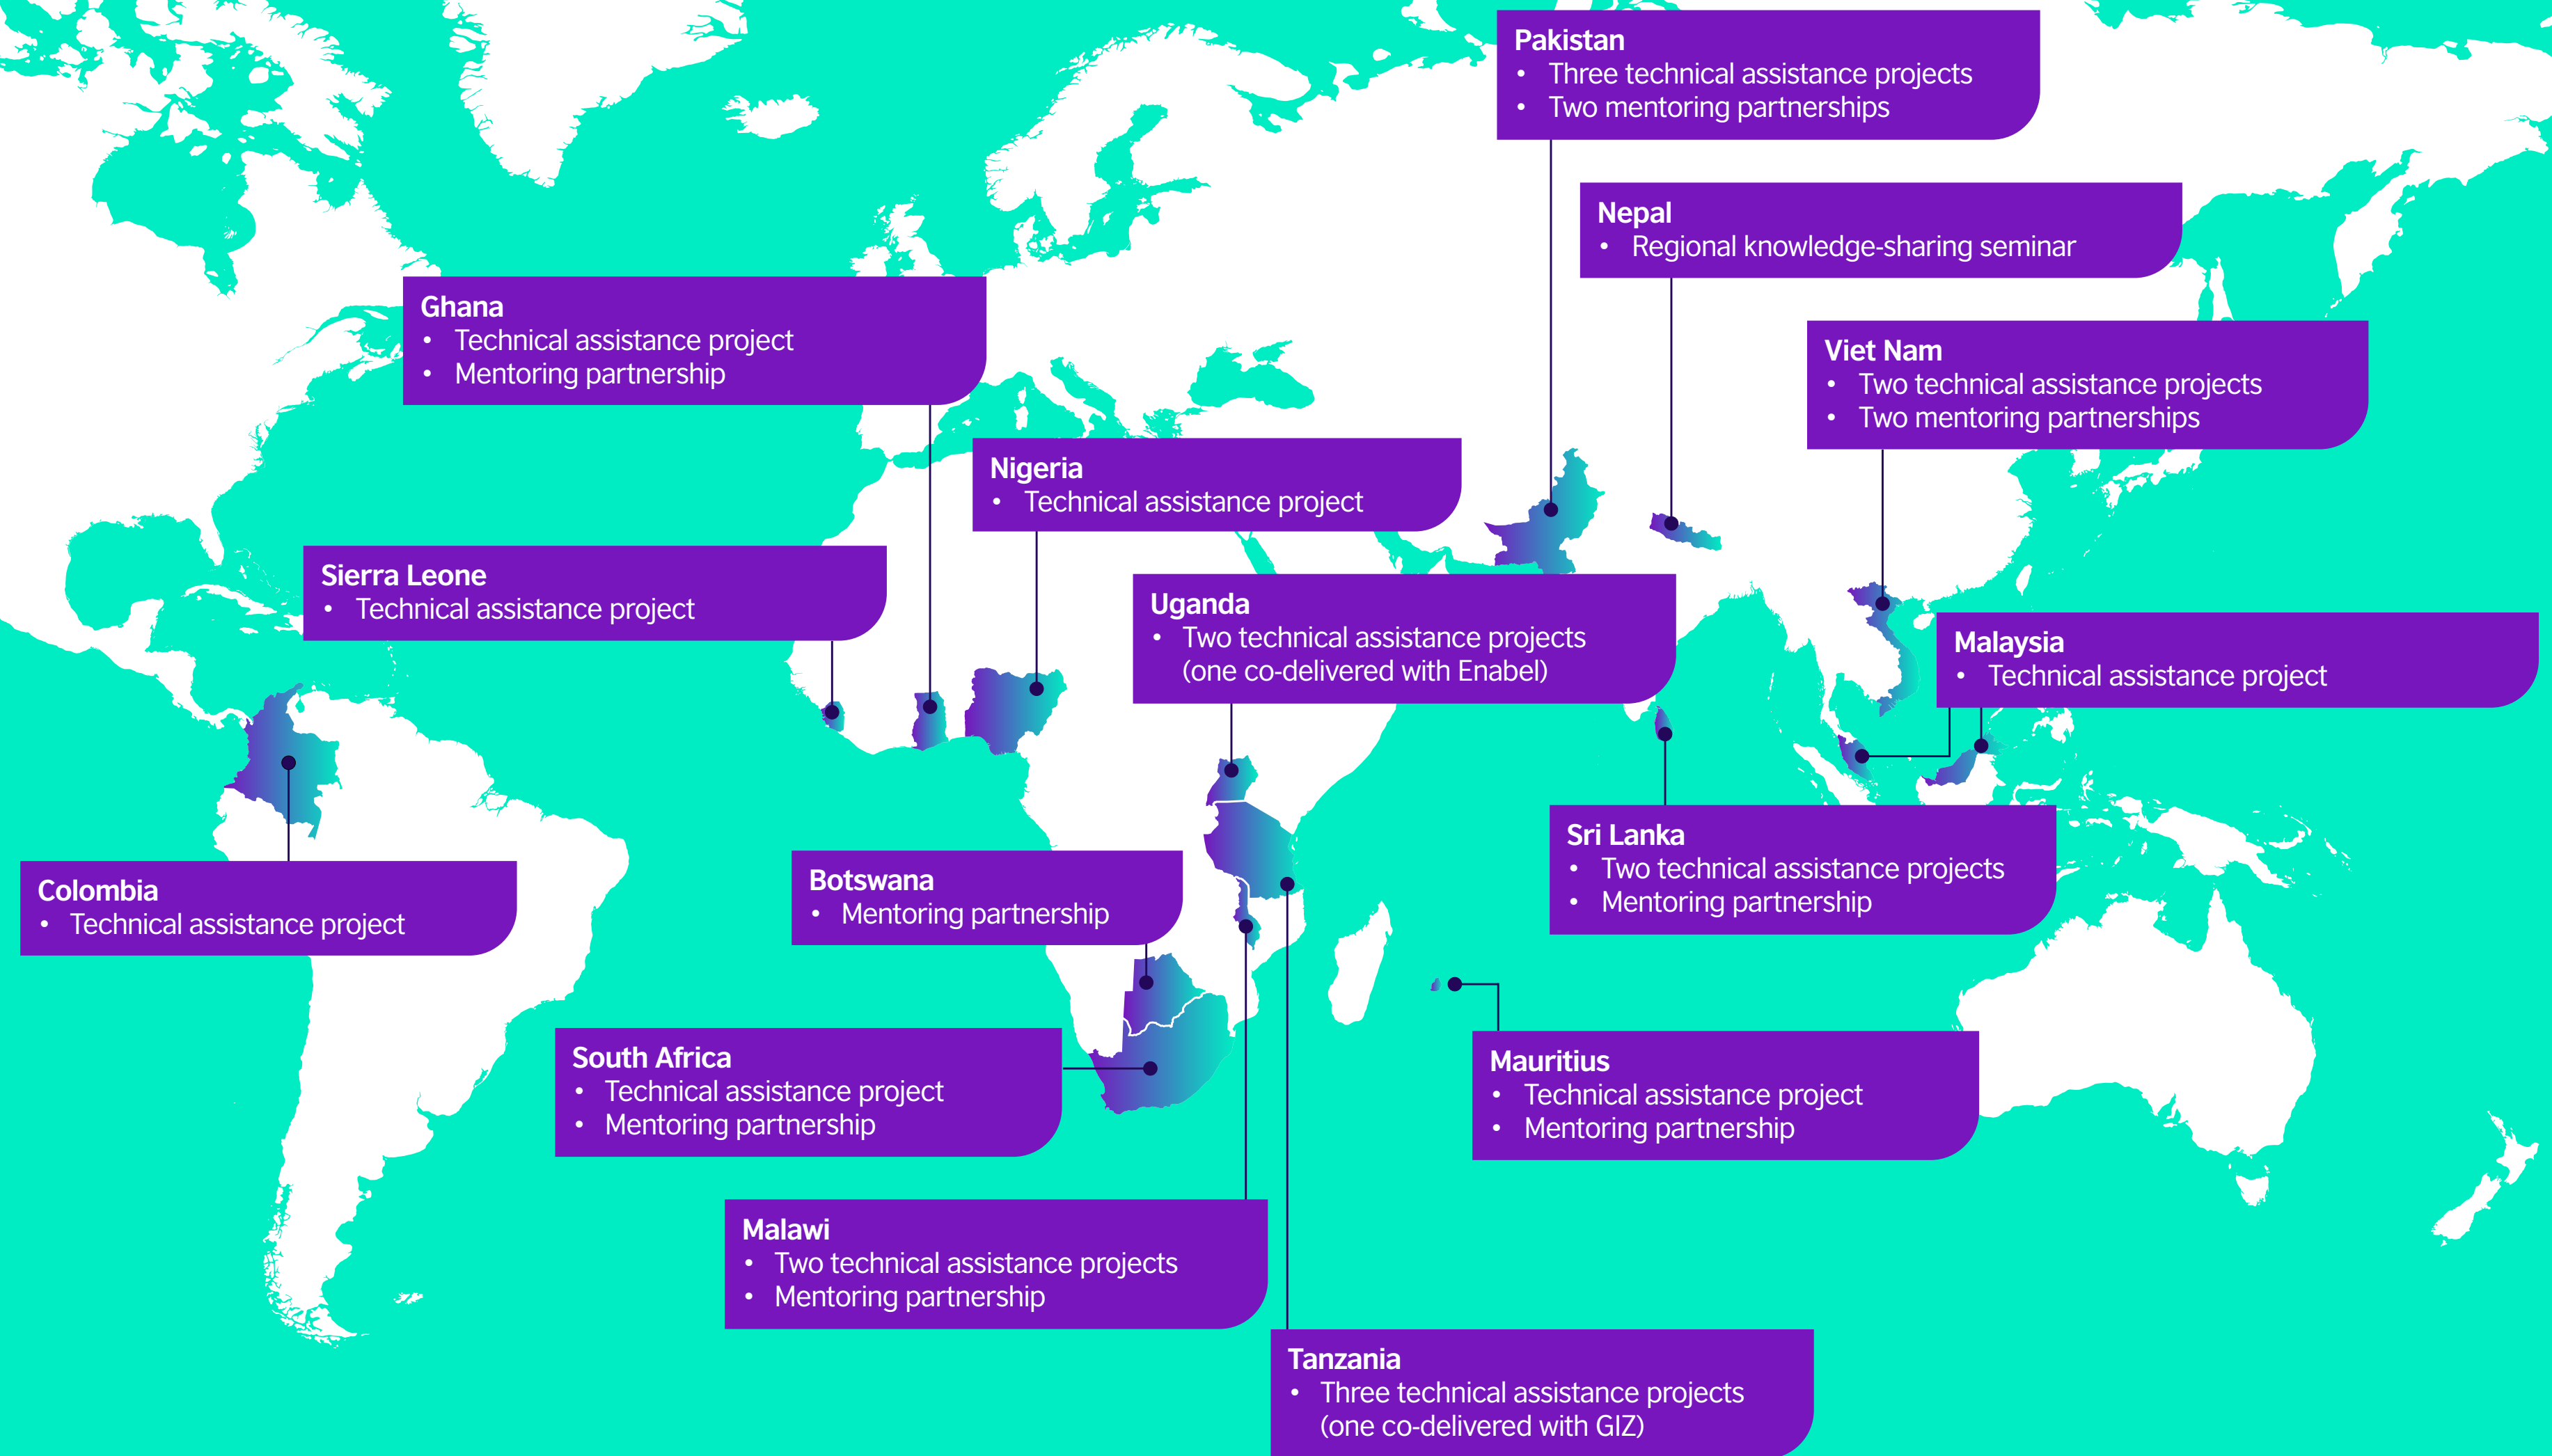 Pakistan
• Three technical assistance projects
• Two mentoring partnerships
Nepal
• Regional knowledge-sharing seminar
Ghana
• Technical assistance project
• Mentoring partnership
Viet Nam
• Two technical assistance projects
• Two mentoring partnerships
Nigeria
• Technical assistance project
Sierra Leone
• Technical assistance project
Uganda
• Two technical assistance projects
(one co-delivered with Enabel)
Malaysia
• Technical assistance project
Sri Lanka
• Two technical assistance projects
• Mentoring partnership
Botswana
• Mentoring partnership
Colombia
• Technical assistance project
South Africa
• Technical assistance project
• Mentoring partnership
Mauritius
• Technical assistance project
• Mentoring partnership
Malawi
• Two technical assistance projects
• Mentoring partnership
Tanzania
• Three technical assistance projects
(one co-delivered with GIZ)